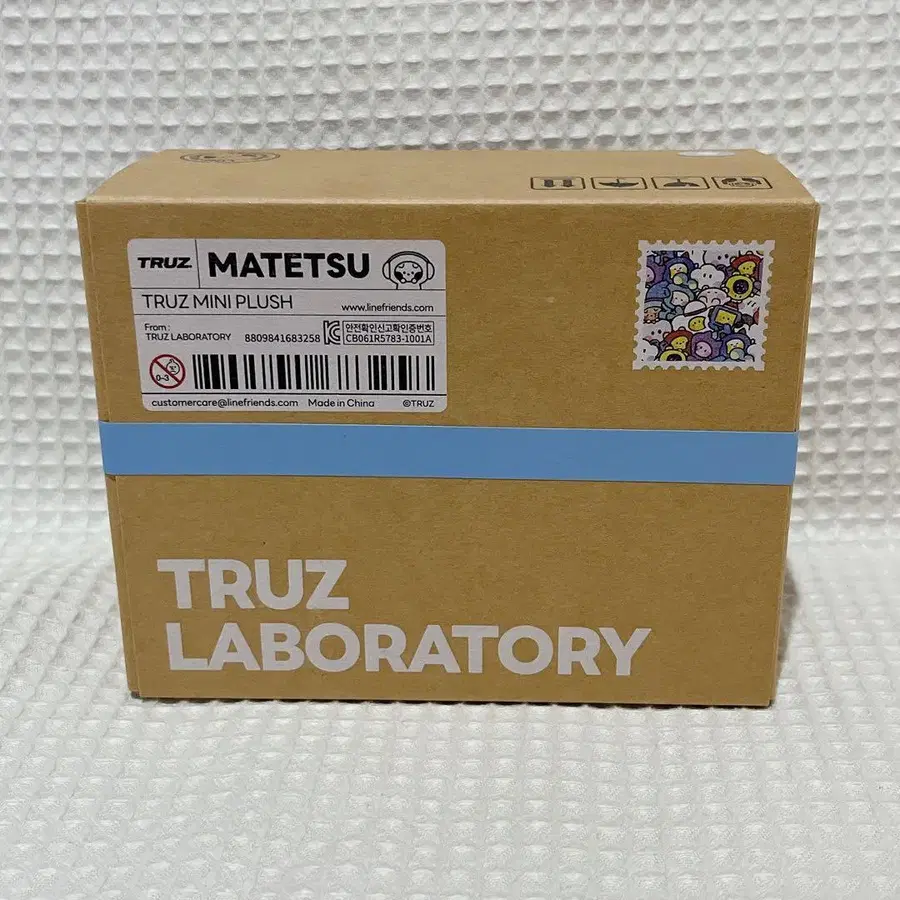 TRUZ. MATETSU
TRUZ MINI PLUSH www.linefriends.com
From :
TRUZ LABORATORY 8809841683258 안전확인신고확인증번호
CB061R5783-1001A
0-3
customercare@linefriends.com Made in China ©TRUZ
TRUZ
LABORATORY